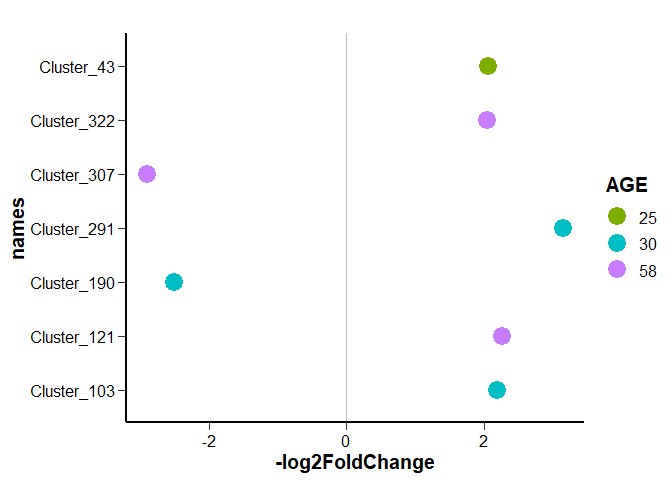 Cluster_43
Cluster_322
Cluster_307
Cluster_291
Cluster_190
Cluster_121
Cluster_103
names
-2
0
2
-log2FoldChange
AGE
25
30
58